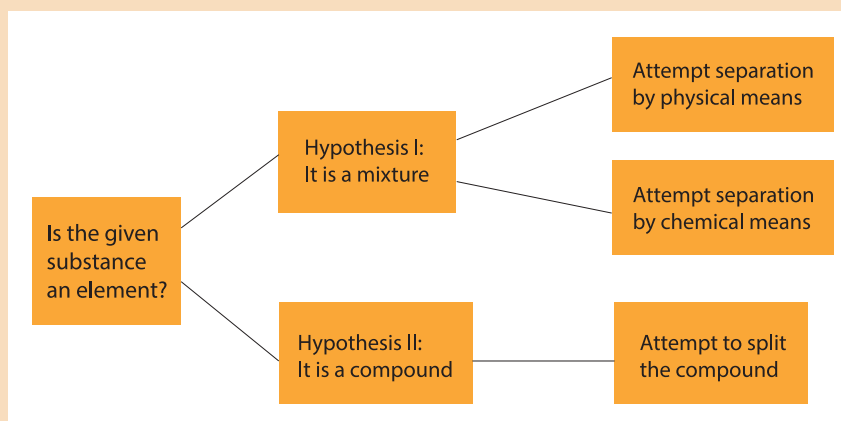 Is the given
substance
an element?
Hypothesis I:
It is a mixture
Attempt separation
by physical means
Attempt separation
by chemical means
Hypothesis II:
It is a compound
Attempt to split
the compound